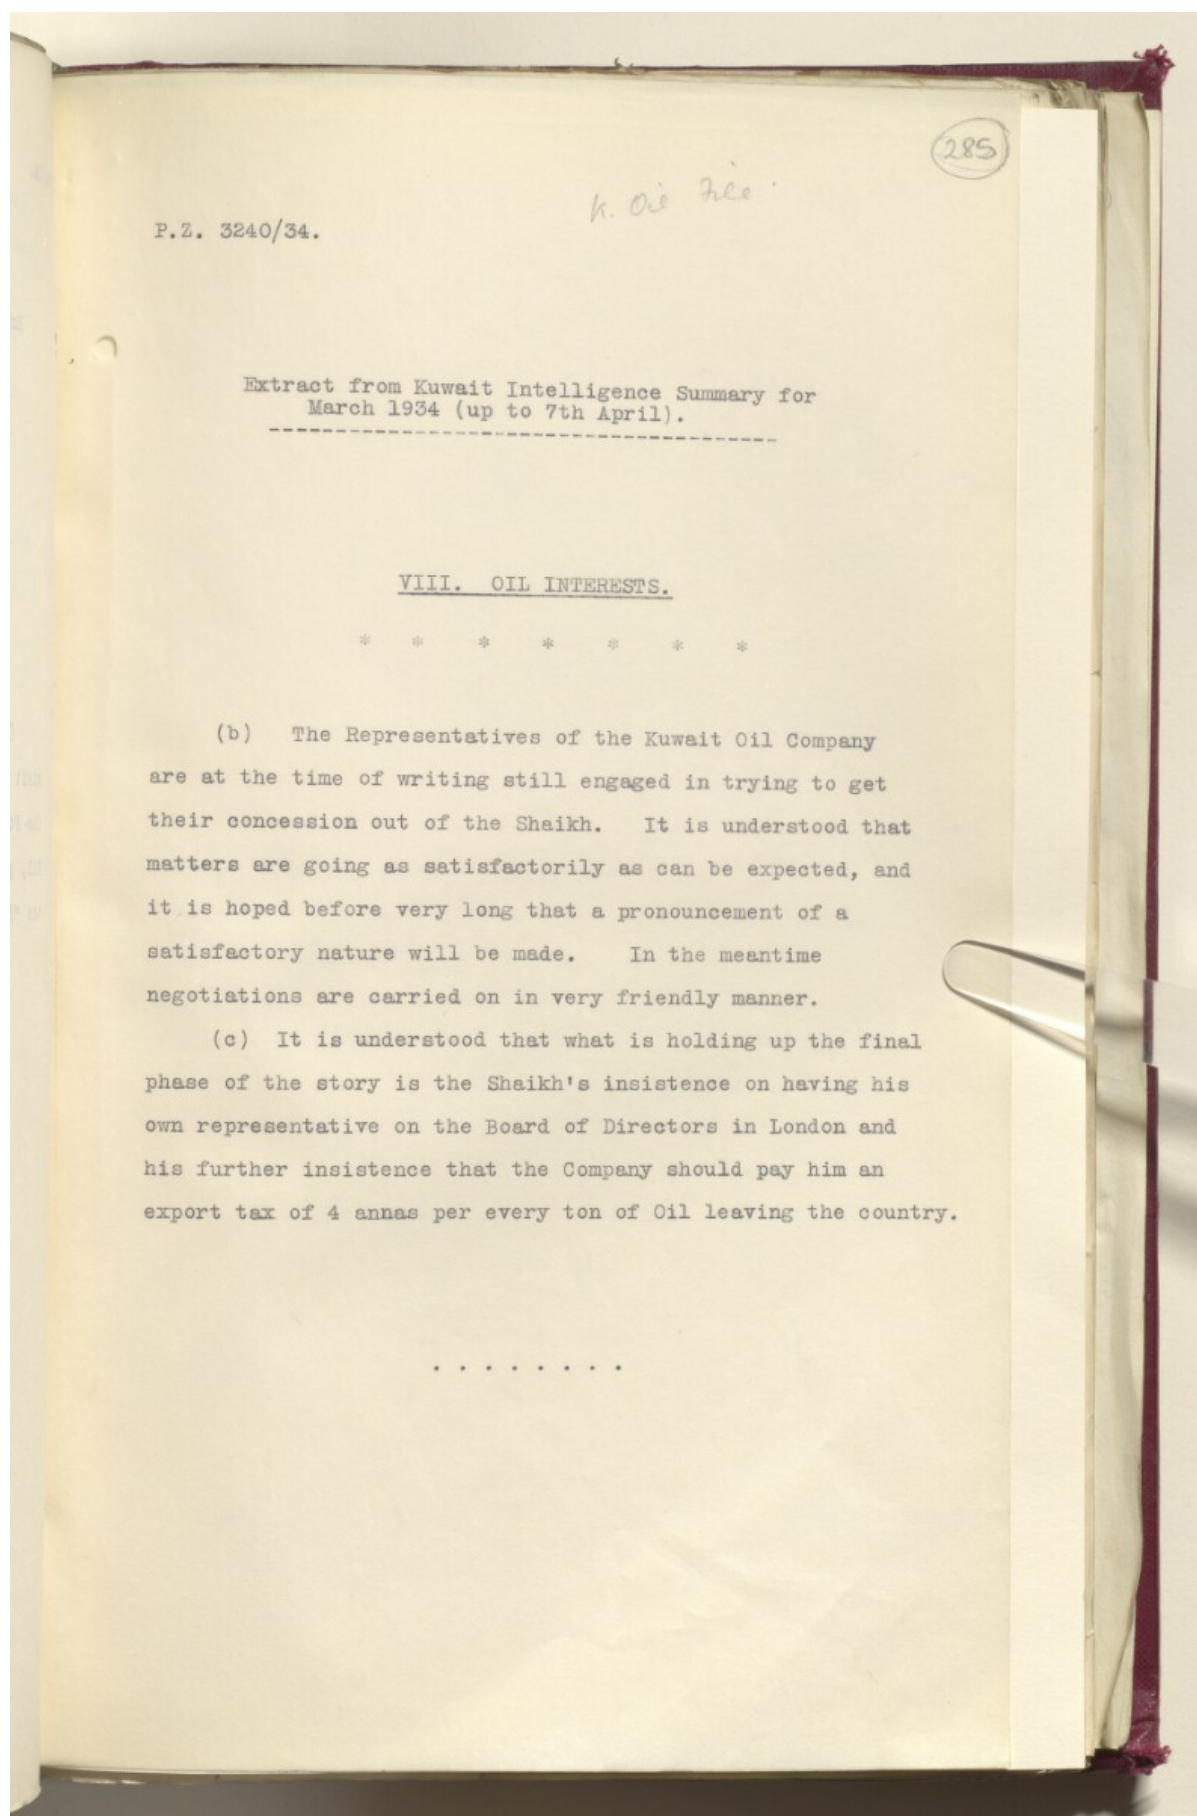 285
K. Oil File.
P.Z. 3240/34.
Extract from Kuwait Intelligence Summary for
March 1934 (up to 7th April).
VIII. OIL INTERESTS.
* * * * * * *
(b) The Representatives of the Kuwait Oil Company
are at the time of writing still engaged in trying to get
their concession out of the Shaikh. It is understood that
matters are going as satisfactorily as can be expected, and
it is hoped before very long that a pronouncement of a
satisfactory nature will be made. In the meantime
negotiations are carried on in very friendly manner.
(c) It is understood that what is holding up the final
phase of the story is the Shaikh's insistence on having his
own representative on the Board of Directors in London and
his further insistence that the Company should pay him an
export tax of 4 annas per every ton of Oil leaving the country.
. . . . . . . .